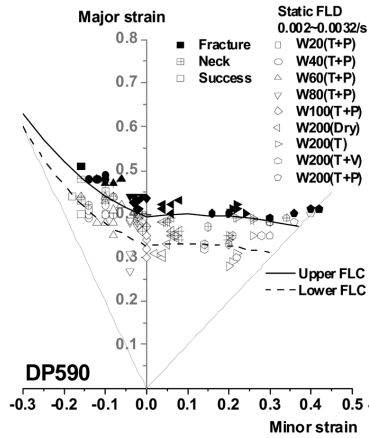 Major strain
Static FLD
0.002~0.0032/s
Fracture
Neck
Success
W20(T+P)
W40(T+P)
W60(T+P)
W80(T+P)
W100(T+P)
W200(Dry)
W200(T)
W200(T+V)
W200(T+P)
0.8
0.7
0.6
0.5
0.4
0.3
0.2
0.1
Upper FLC
Lower FLC
DP590
-0.3 -0.2 -0.1 0.0 0.1 0.2 0.3 0.4 0.5
Minor strain